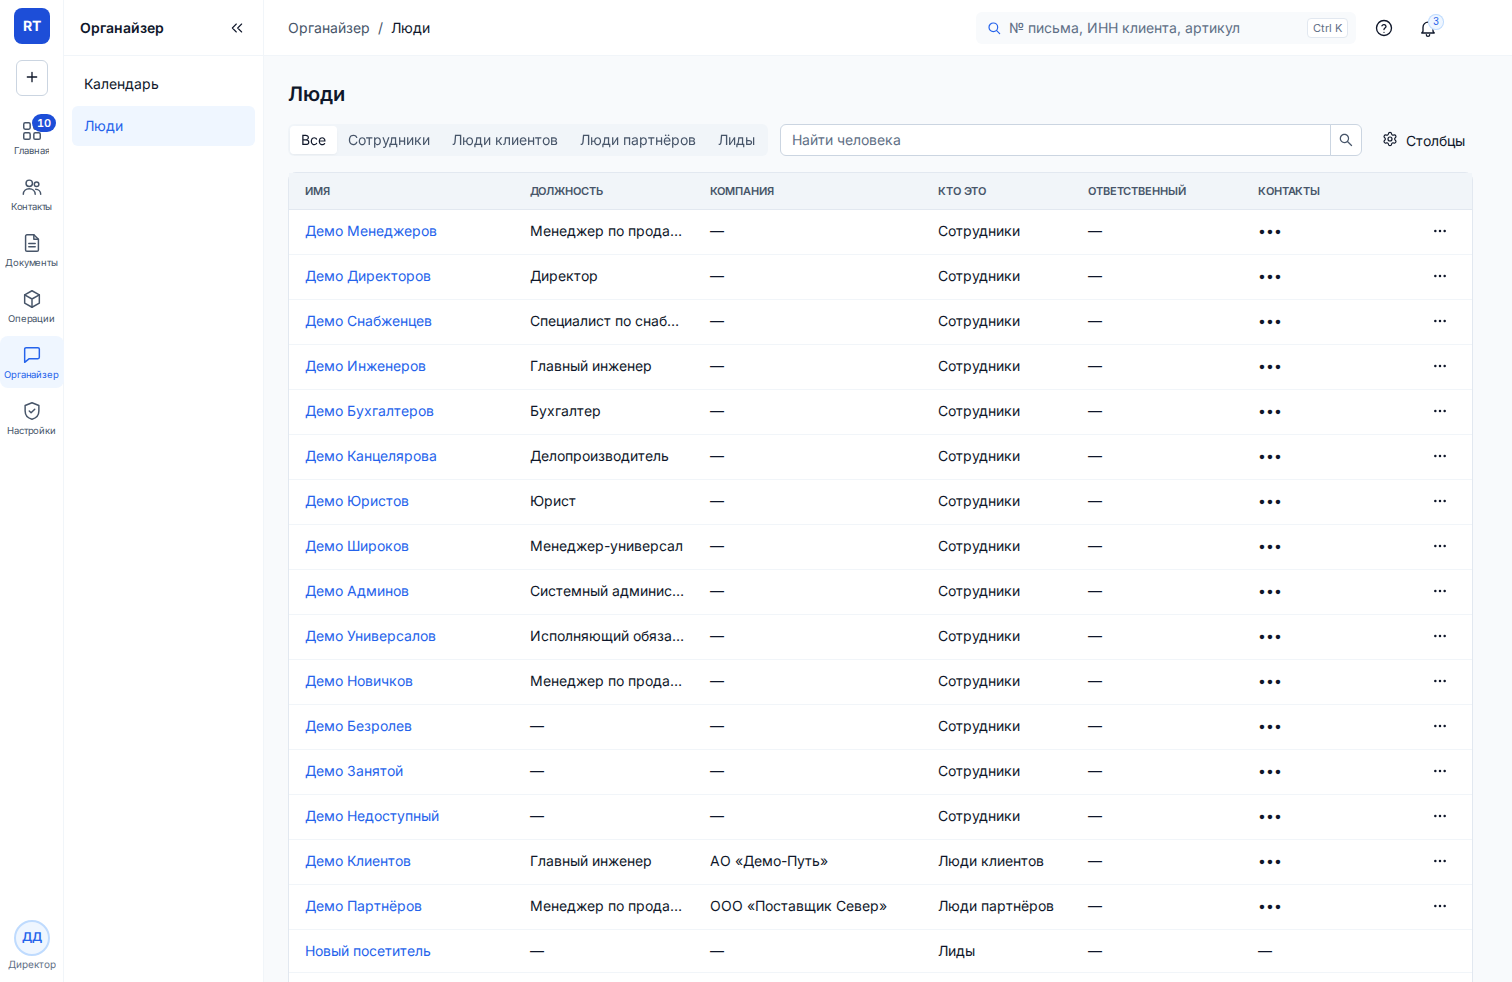 RT
Органайзер
Органайзер / Люди
№ письма, ИНН клиента, артикул
Ctrl K
3
Календарь
Люди
10
Главная
Контакты
Документы
Операции
Органайзер
Настройки
ДД
Директор
Люди
Все Сотрудники Люди клиентов Люди партнёров Лиды
Найти человека
Столбцы
ИМЯ ДОЛЖНОСТЬ КОМПАНИЯ КТО ЭТО ОТВЕТСТВЕННЫЙ КОНТАКТЫ
Демо Менеджеров Менеджер по прода... — Сотрудники — •••
Демо Директоров Директор — Сотрудники — •••
Демо Снабженцев Специалист по снаб... — Сотрудники — •••
Демо Инженеров Главный инженер — Сотрудники — •••
Демо Бухгалтеров Бухгалтер — Сотрудники — •••
Демо Канцелярова Делопроизводитель — Сотрудники — •••
Демо Юристов Юрист — Сотрудники — •••
Демо Широков Менеджер-универсал — Сотрудники — •••
Демо Админов Системный админис... — Сотрудники — •••
Демо Универсалов Исполняющий обяза... — Сотрудники — •••
Демо Новичков Менеджер по прода... — Сотрудники — •••
Демо Безролев — — Сотрудники — •••
Демо Занятой — — Сотрудники — •••
Демо Недоступный — — Сотрудники — •••
Демо Клиентов Главный инженер АО «Демо-Путь» Люди клиентов — •••
Демо Партнёров Менеджер по прода... ООО «Поставщик Север» Люди партнёров — •••
Новый посетитель — — Лиды — —